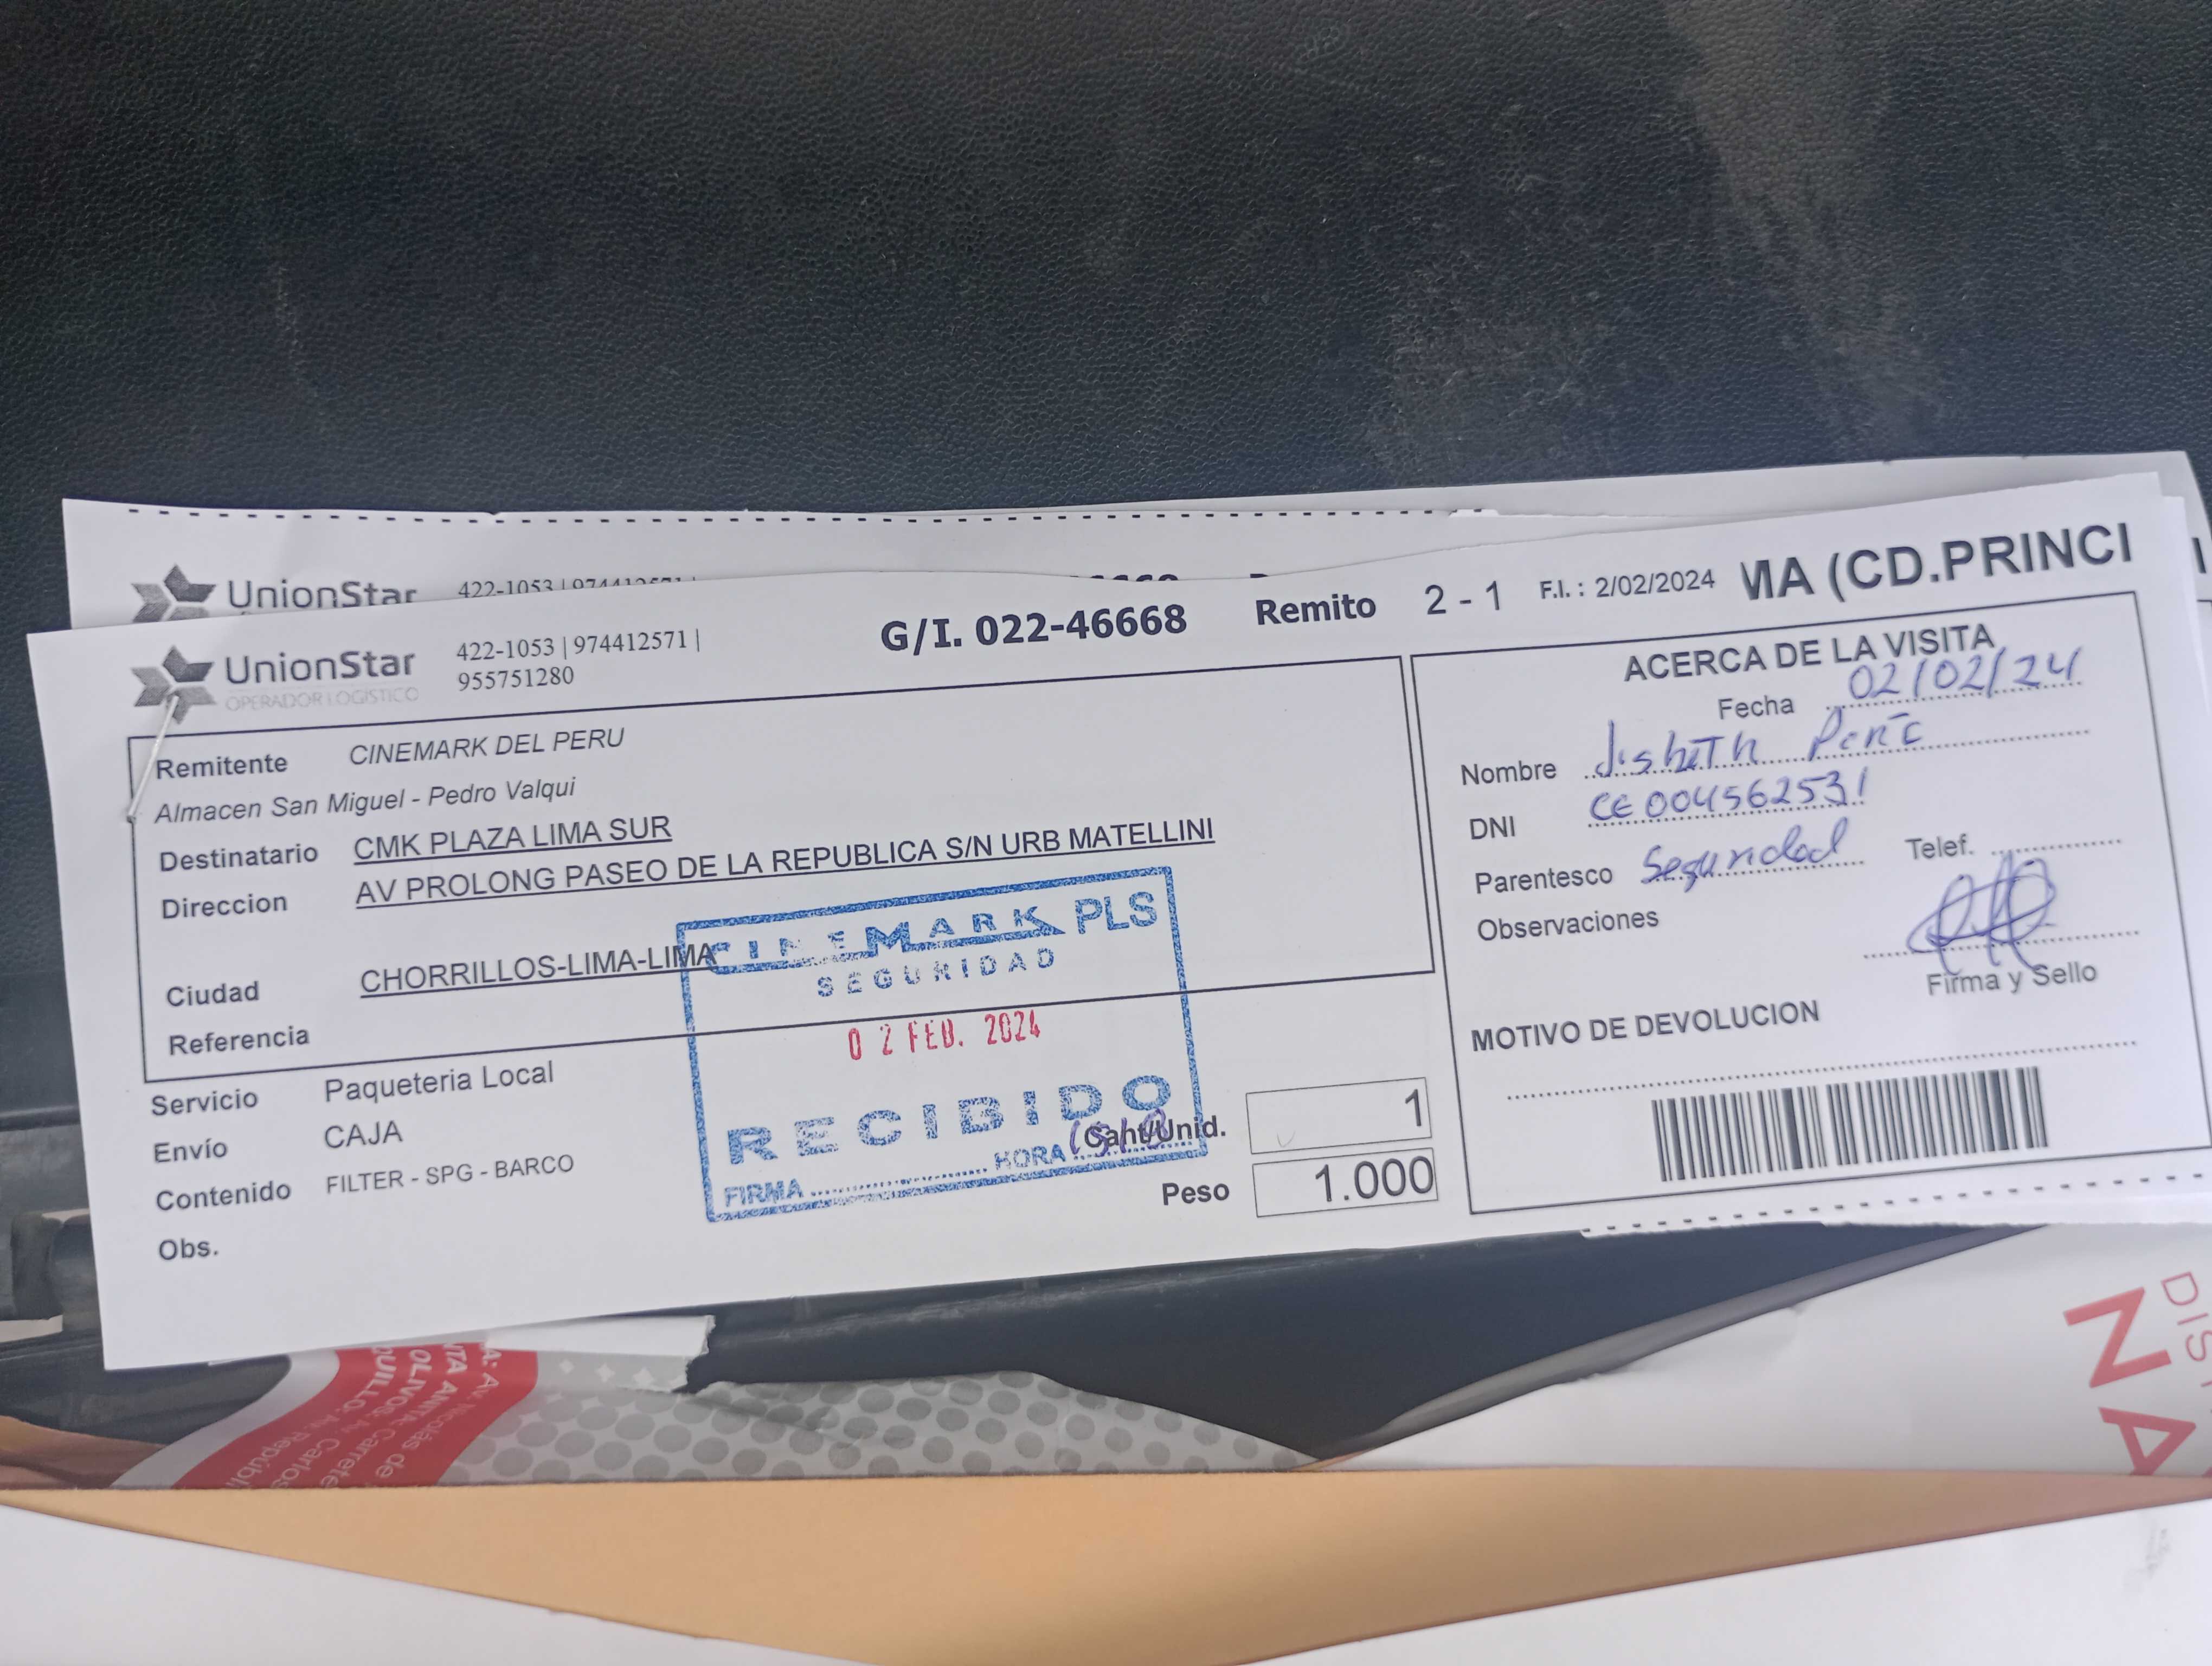 UnionStar 422-1053 | 974412571 |
UnionStar
OPERADOR LOGÍSTICO
422-1053 | 974412571 |
955751280
G/I. 022-46668 Remito 2 - 1 F.I. : 2/02/2024 MA (CD.PRINCI
Remitente CINEMARK DEL PERU
Almacen San Miguel - Pedro Valqui
Destinatario CMK PLAZA LIMA SUR
Direccion AV PROLONG PASEO DE LA REPUBLICA S/N URB MATELLINI
Ciudad CHORRILLOS-LIMA-LIMA
Referencia
Servicio Paqueteria Local
Envío CAJA
Contenido FILTER - SPG - BARCO
Obs.
Cant/Unid. 1
Peso 1.000
CINEMARK PLS
SEGURIDAD
02 FEB. 2024
RECIBIDO
FIRMA HORA
ACERCA DE LA VISITA
Fecha 02/02/24
Nombre
DNI CE 004562531
Parentesco Seguridad Telef.
Observaciones
Firma y Sello
MOTIVO DE DEVOLUCION
DIS
NA